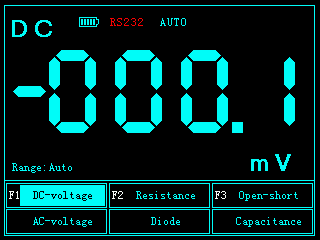 DC RS232 AUTO
-000.1
Range:Auto mV
F1 DC-voltage F2 Resistance F3 Open-short
AC-voltage Diode Capacitance